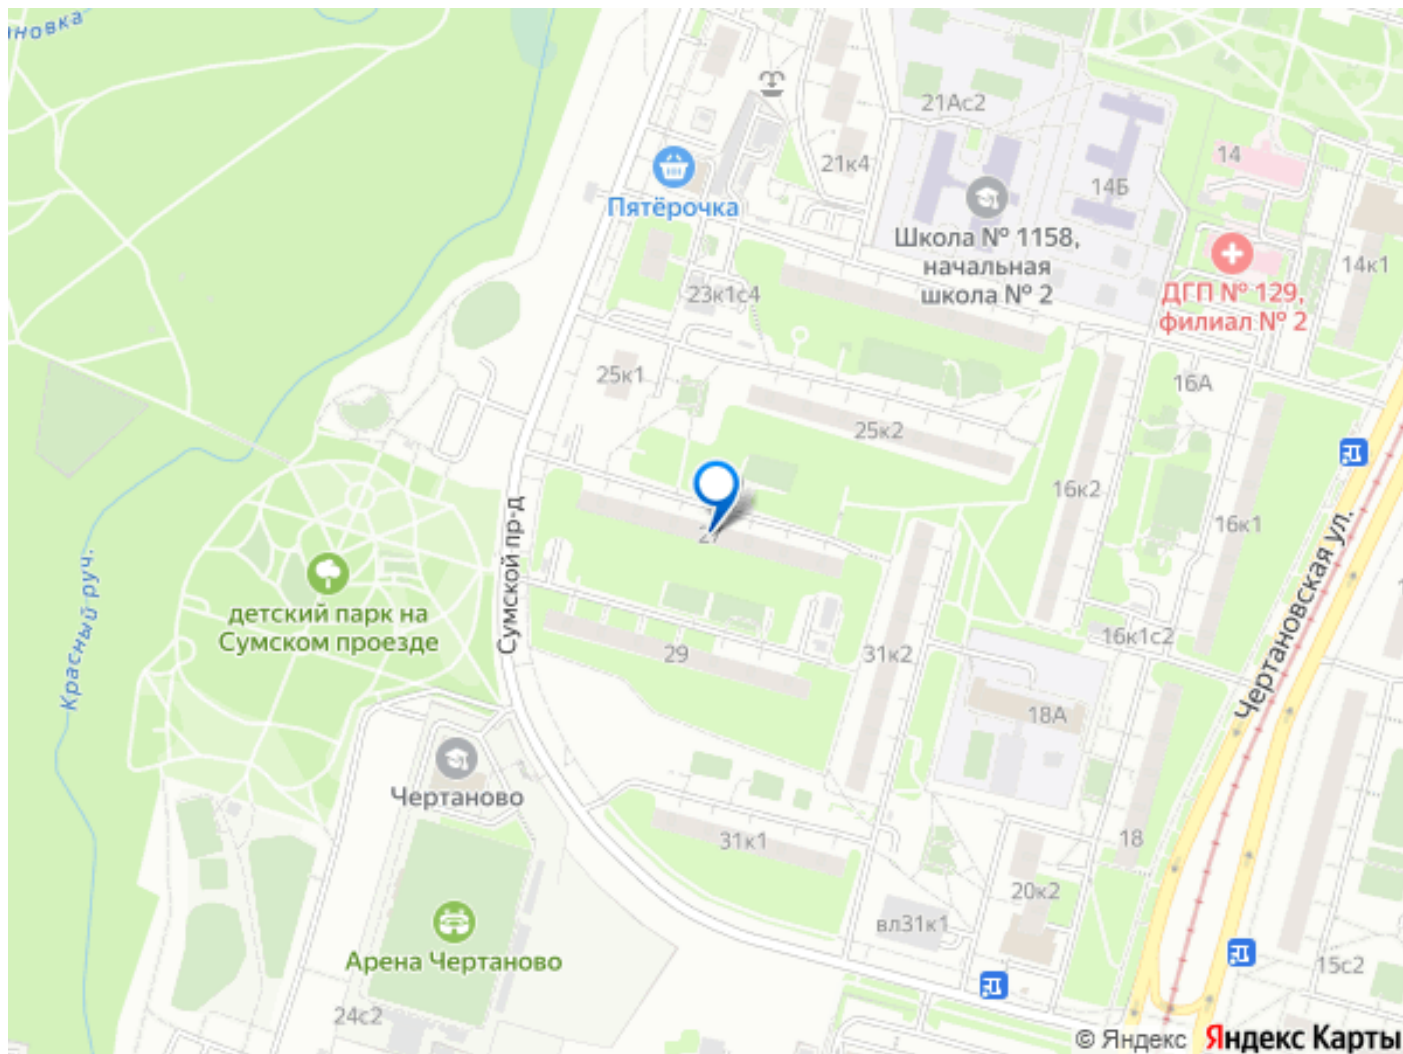 ановка
21Ас2
21к4
14
14Б
Пятёрочка
Школа № 1158,
начальная
школа № 2
14к1
ДГП № 129,
филиал № 2
23к1с4
25к1
16А
25к2
16к2
16к1
27
Сумской пр-д
Чертановская ул.
Красный руч.
детский парк на
Сумском проезде
29
31к2
16к1с2
18А
Чертаново
31к1
18
20к2
вл31к1
Арена Чертаново
15с2
24с2
© Яндекс Яндекс Карты